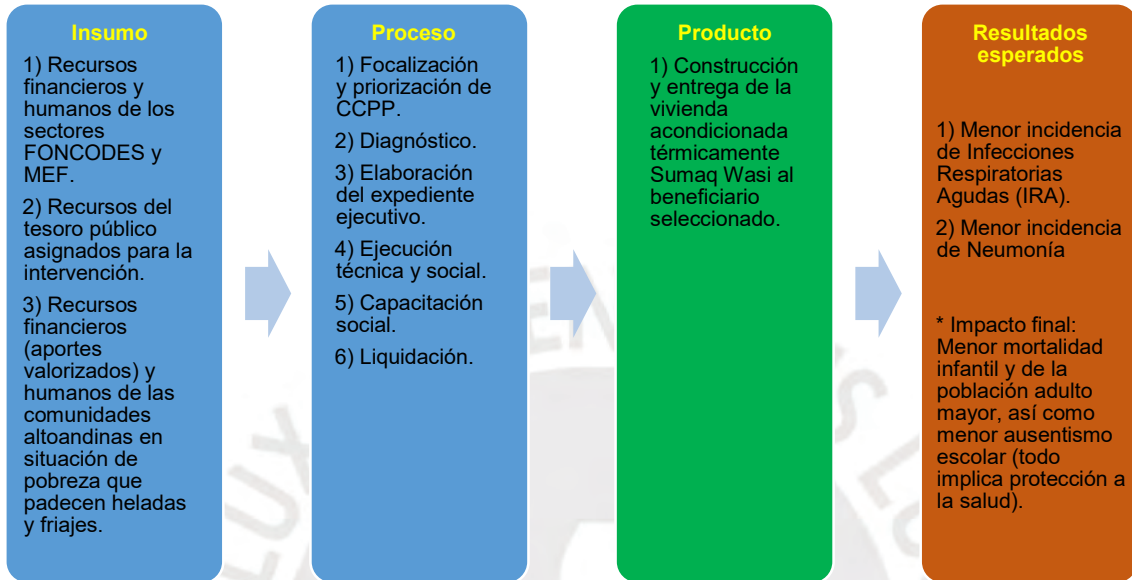 Insumo
1) Recursos
financieros y
humanos de los
sectores
FONCODES y
MEF.
2) Recursos del
tesoro público
asignados para la
intervención.
3) Recursos
financieros
(aportes
valorizados) y
humanos de las
comunidades
altoandinas en
situación de
pobreza que
padecen heladas
y friajes.
Proceso
1) Focalización
y priorización de
CCPP.
2) Diagnóstico.
3) Elaboración
del expediente
ejecutivo.
4) Ejecución
técnica y social.
5) Capacitación
social.
6) Liquidación.
Producto
1) Construcción
y entrega de la
vivienda
acondicionada
térmicamente
Sumaq Wasi al
beneficiario
seleccionado.
Resultados
esperados
1) Menor incidencia
de Infecciones
Respiratorias
Agudas (IRA).
2) Menor incidencia
de Neumonía
* Impacto final:
Menor mortalidad
infantil y de la
población adulto
mayor, así como
menor ausentismo
escolar (todo
implica protección a
la salud).